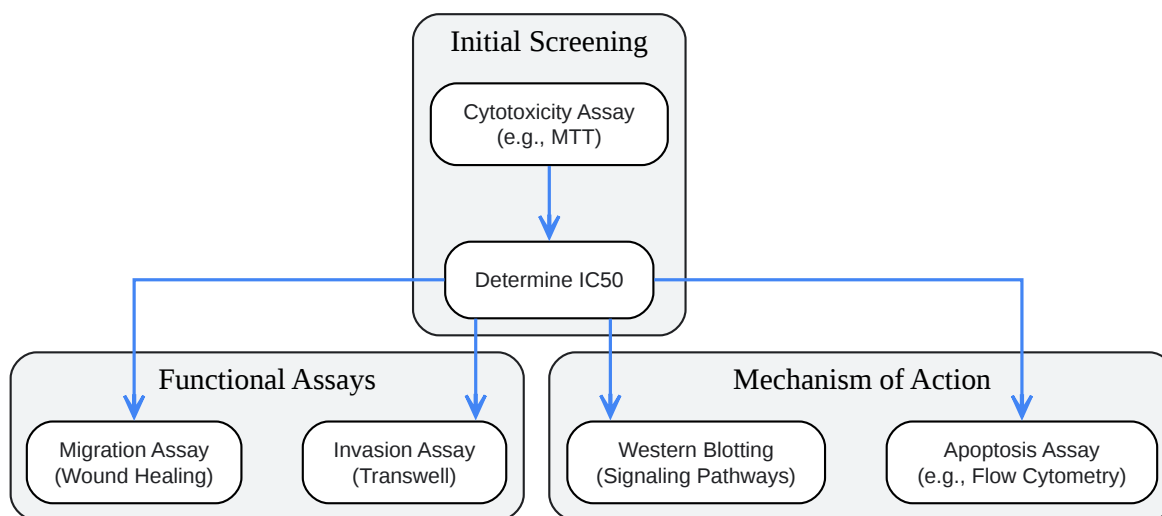 Initial Screening
Cytotoxicity Assay
(e.g., MTT)
Determine IC50
Functional Assays
Mechanism of Action
Migration Assay
(Wound Healing)
Invasion Assay
(Transwell)
Western Blotting
(Signaling Pathways)
Apoptosis Assay
(e.g., Flow Cytometry)